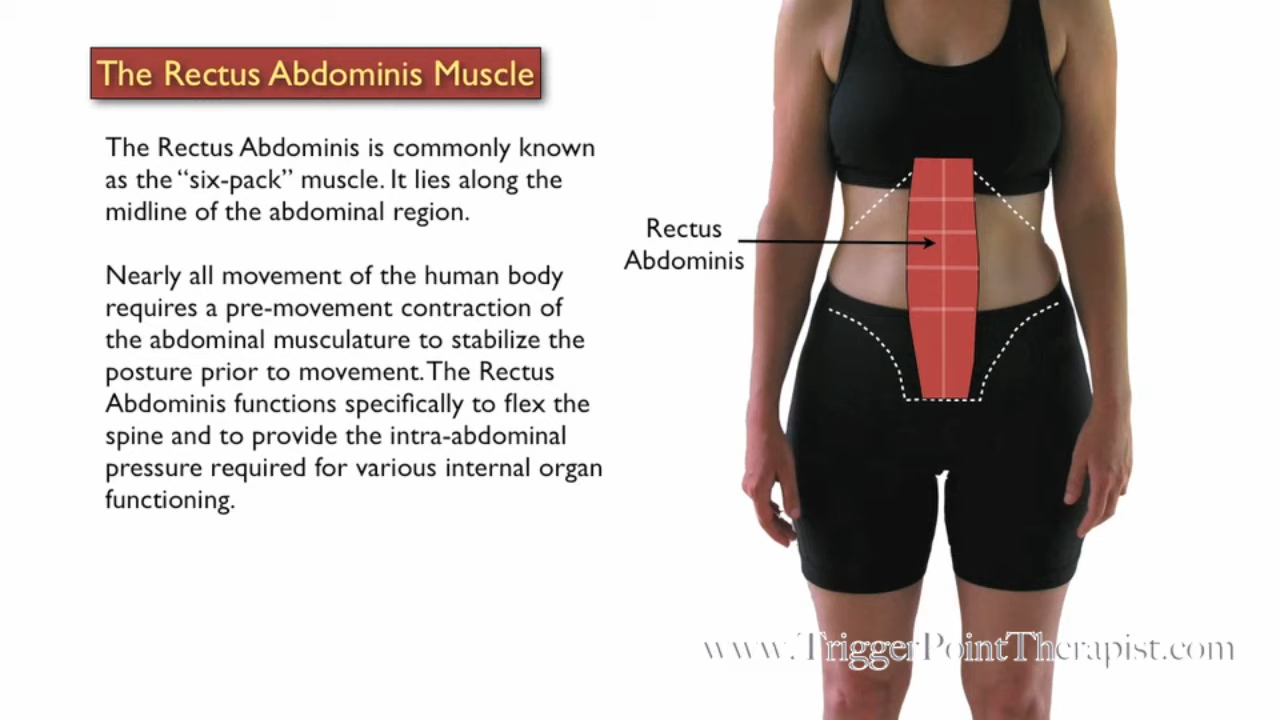 The Rectus Abdominis Muscle
The Rectus Abdominis is commonly known
as the “six-pack” muscle. It lies along the
midline of the abdominal region.
Nearly all movement of the human body
requires a pre-movement contraction of
the abdominal musculature to stabilize the
posture prior to movement. The Rectus
Abdominis functions specifically to flex the
spine and to provide the intra-abdominal
pressure required for various internal organ
functioning.
Rectus
Abdominis
www.TriggerPointTherapist.com